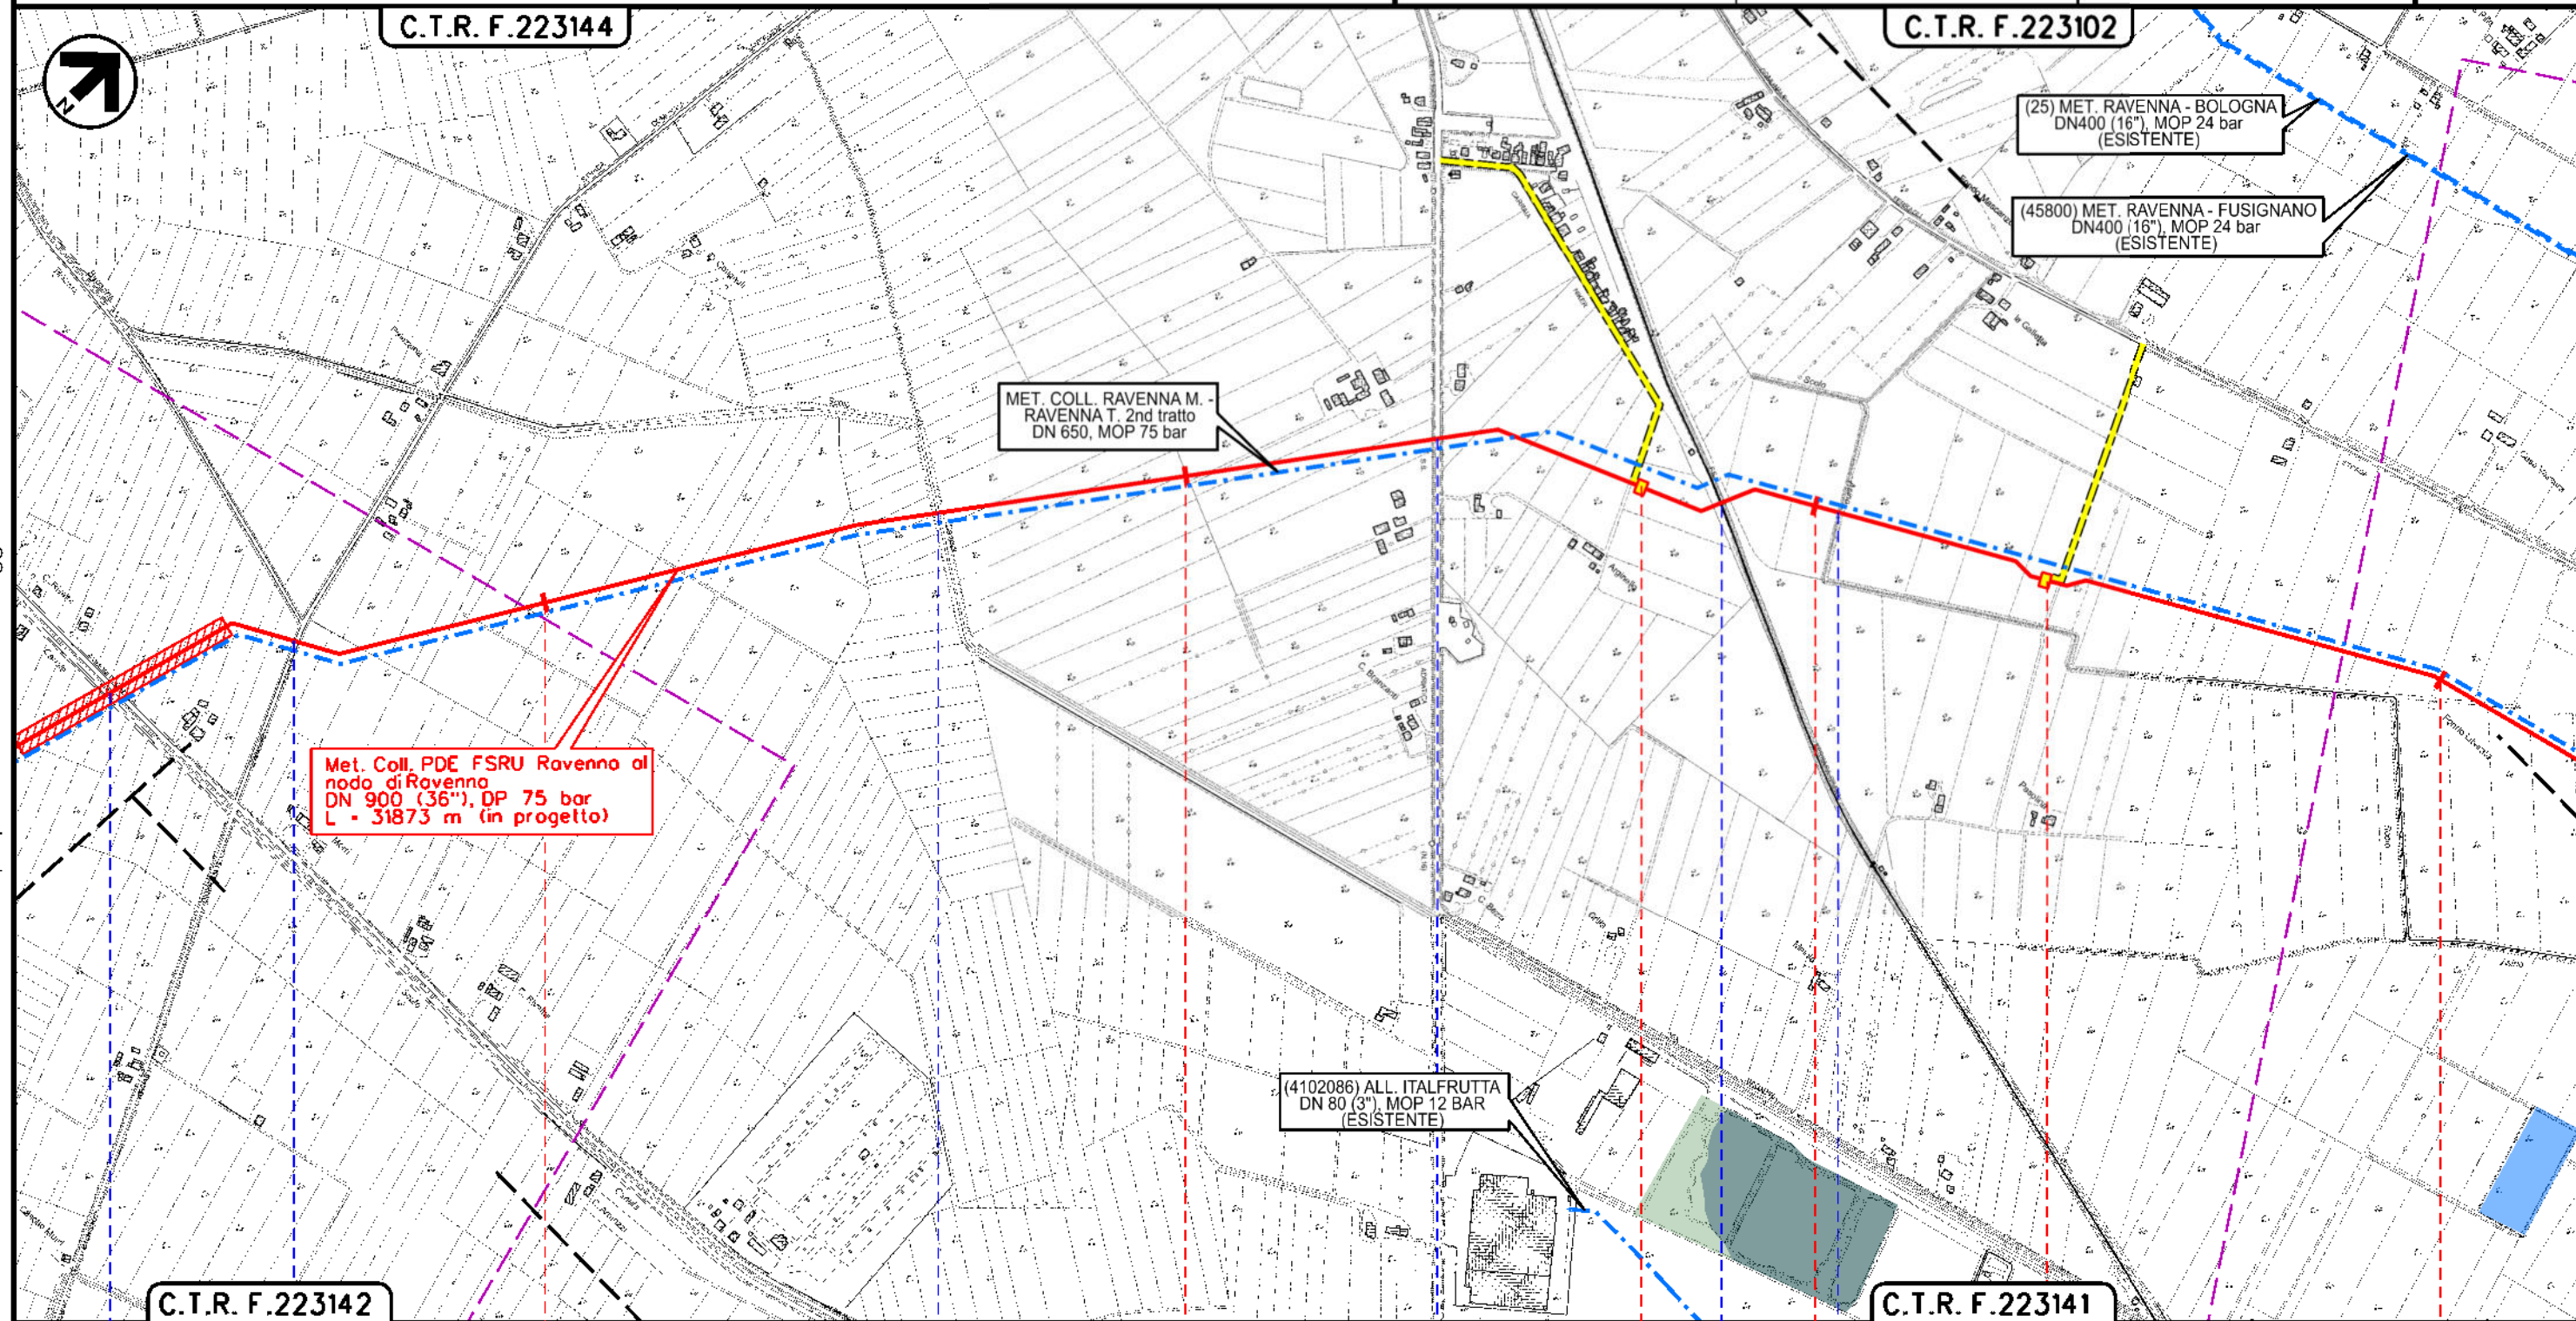 C.T.R. F.223144
C.T.R. F.223102
N
(25) MET. RAVENNA - BOLOGNA
DN400 (16"), MOP 24 bar
(ESISTENTE)
(45800) MET. RAVENNA - FUSIGNANO
DN400 (16"), MOP 24 bar
(ESISTENTE)
MET. COLL. RAVENNA M. -
RAVENNA T. 2nd tratto
DN 650, MOP 75 bar
Met. Coll. PDE FSRU Ravenna al
nodo di Ravenna
DN 900 (36"), DP 75 bar
L = 31873 m (in progetto)
(4102086) ALL. ITALFRUTTA
DN 80 (3"), MOP 12 BAR
(ESISTENTE)
C.T.R. F.223142
C.T.R. F.223141